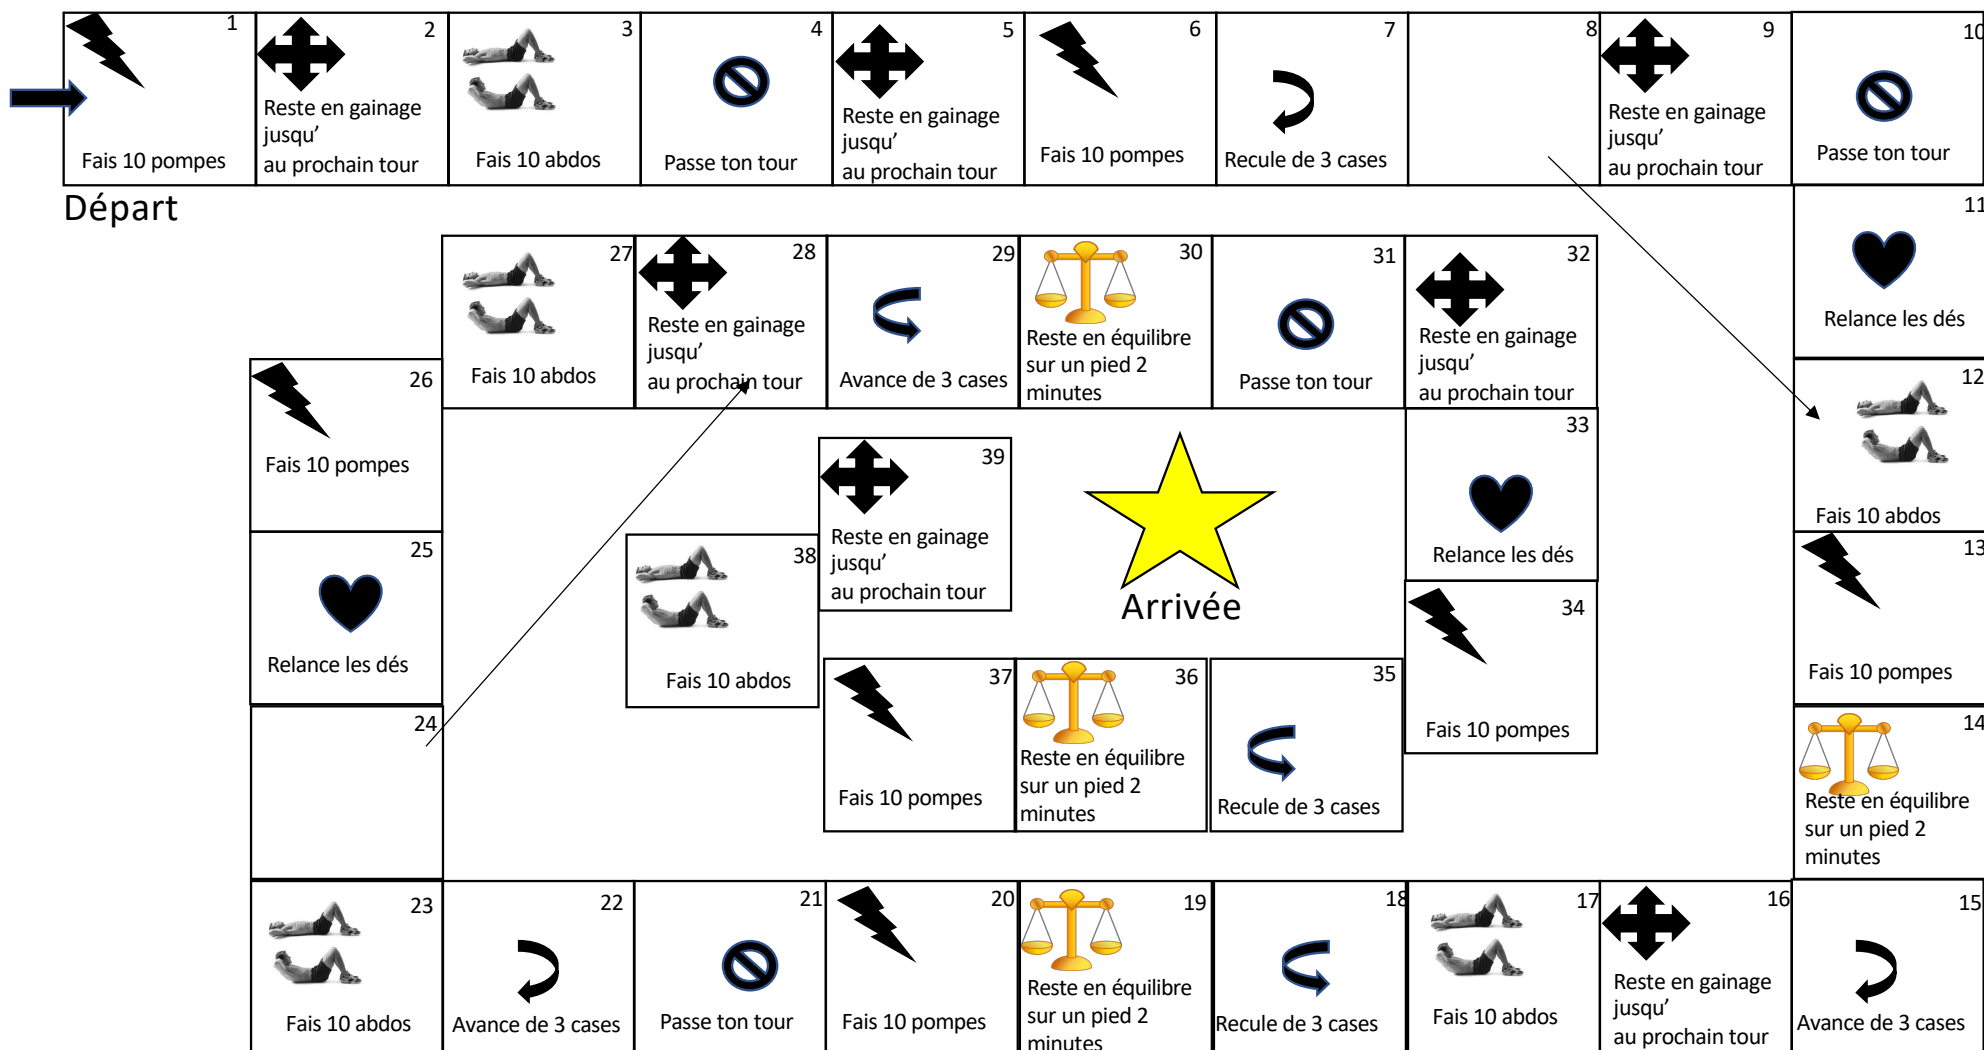 1
Fais 10 pompes
2
Reste en gainage
jusqu'
au prochain tour
3
Fais 10 abdos
4
Passe ton tour
5
Reste en gainage
jusqu'
au prochain tour
6
Fais 10 pompes
7
Recule de 3 cases
8
9
Reste en gainage
jusqu'
au prochain tour
10
Passe ton tour
Départ
11
Relance les dés
12
Fais 10 abdos
13
Fais 10 pompes
14
Reste en équilibre
sur un pied 2
minutes
15
Avance de 3 cases
16
Reste en gainage
jusqu'
au prochain tour
17
Fais 10 abdos
18
Recule de 3 cases
19
Reste en équilibre
sur un pied 2
minutes
20
Fais 10 pompes
21
Passe ton tour
22
Avance de 3 cases
23
Fais 10 abdos
24
25
Relance les dés
26
Fais 10 pompes
27
Fais 10 abdos
28
Reste en gainage
jusqu'
au prochain tour
29
Avance de 3 cases
30
Reste en équilibre
sur un pied 2
minutes
31
Passe ton tour
32
Reste en gainage
jusqu'
au prochain tour
33
Relance les dés
34
Fais 10 pompes
35
Recule de 3 cases
36
Reste en équilibre
sur un pied 2
minutes
37
Fais 10 pompes
38
Fais 10 abdos
39
Reste en gainage
jusqu'
au prochain tour
Arrivée